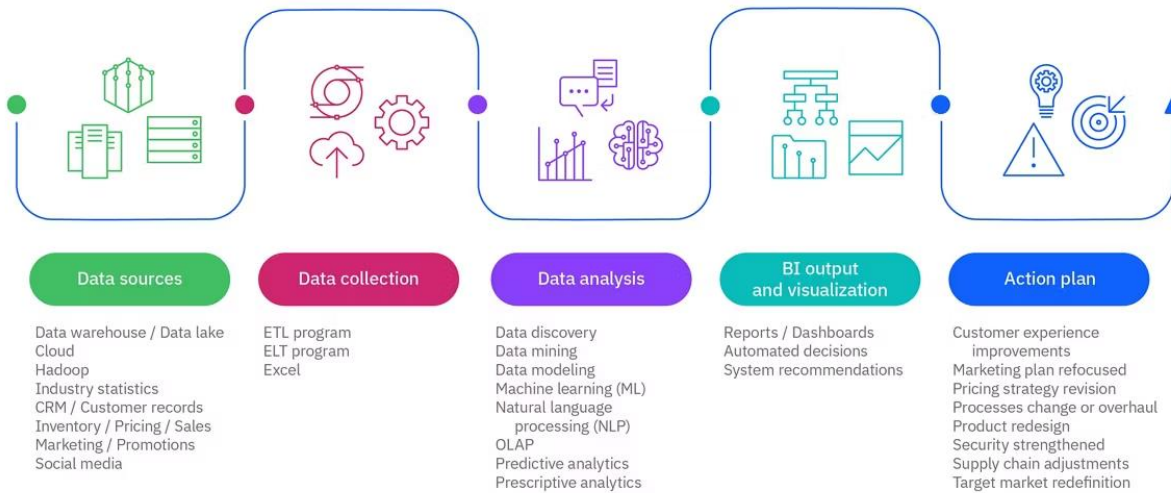 Data sources
Data warehouse / Data lake
Cloud
Hadoop
Industry statistics
CRM / Customer records
Inventory / Pricing / Sales
Marketing / Promotions
Social media
Data collection
ETL program
ELT program
Excel
Data analysis
Data discovery
Data mining
Data modeling
Machine learning (ML)
Natural language
processing (NLP)
OLAP
Predictive analytics
Prescriptive analytics
BI output
and visualization
Reports / Dashboards
Automated decisions
System recommendations
Action plan
Customer experience
improvements
Marketing plan refocused
Pricing strategy revision
Processes change or overhaul
Product redesign
Security strengthened
Supply chain adjustments
Target market redefinition